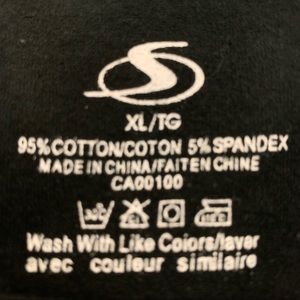 XL/TG
95% COTTON/COTON 5% SPANDEX
MADE IN CHINA/FAIT EN CHINE
CA00100
Wash With Like Colors/laver
avec couleur similaire